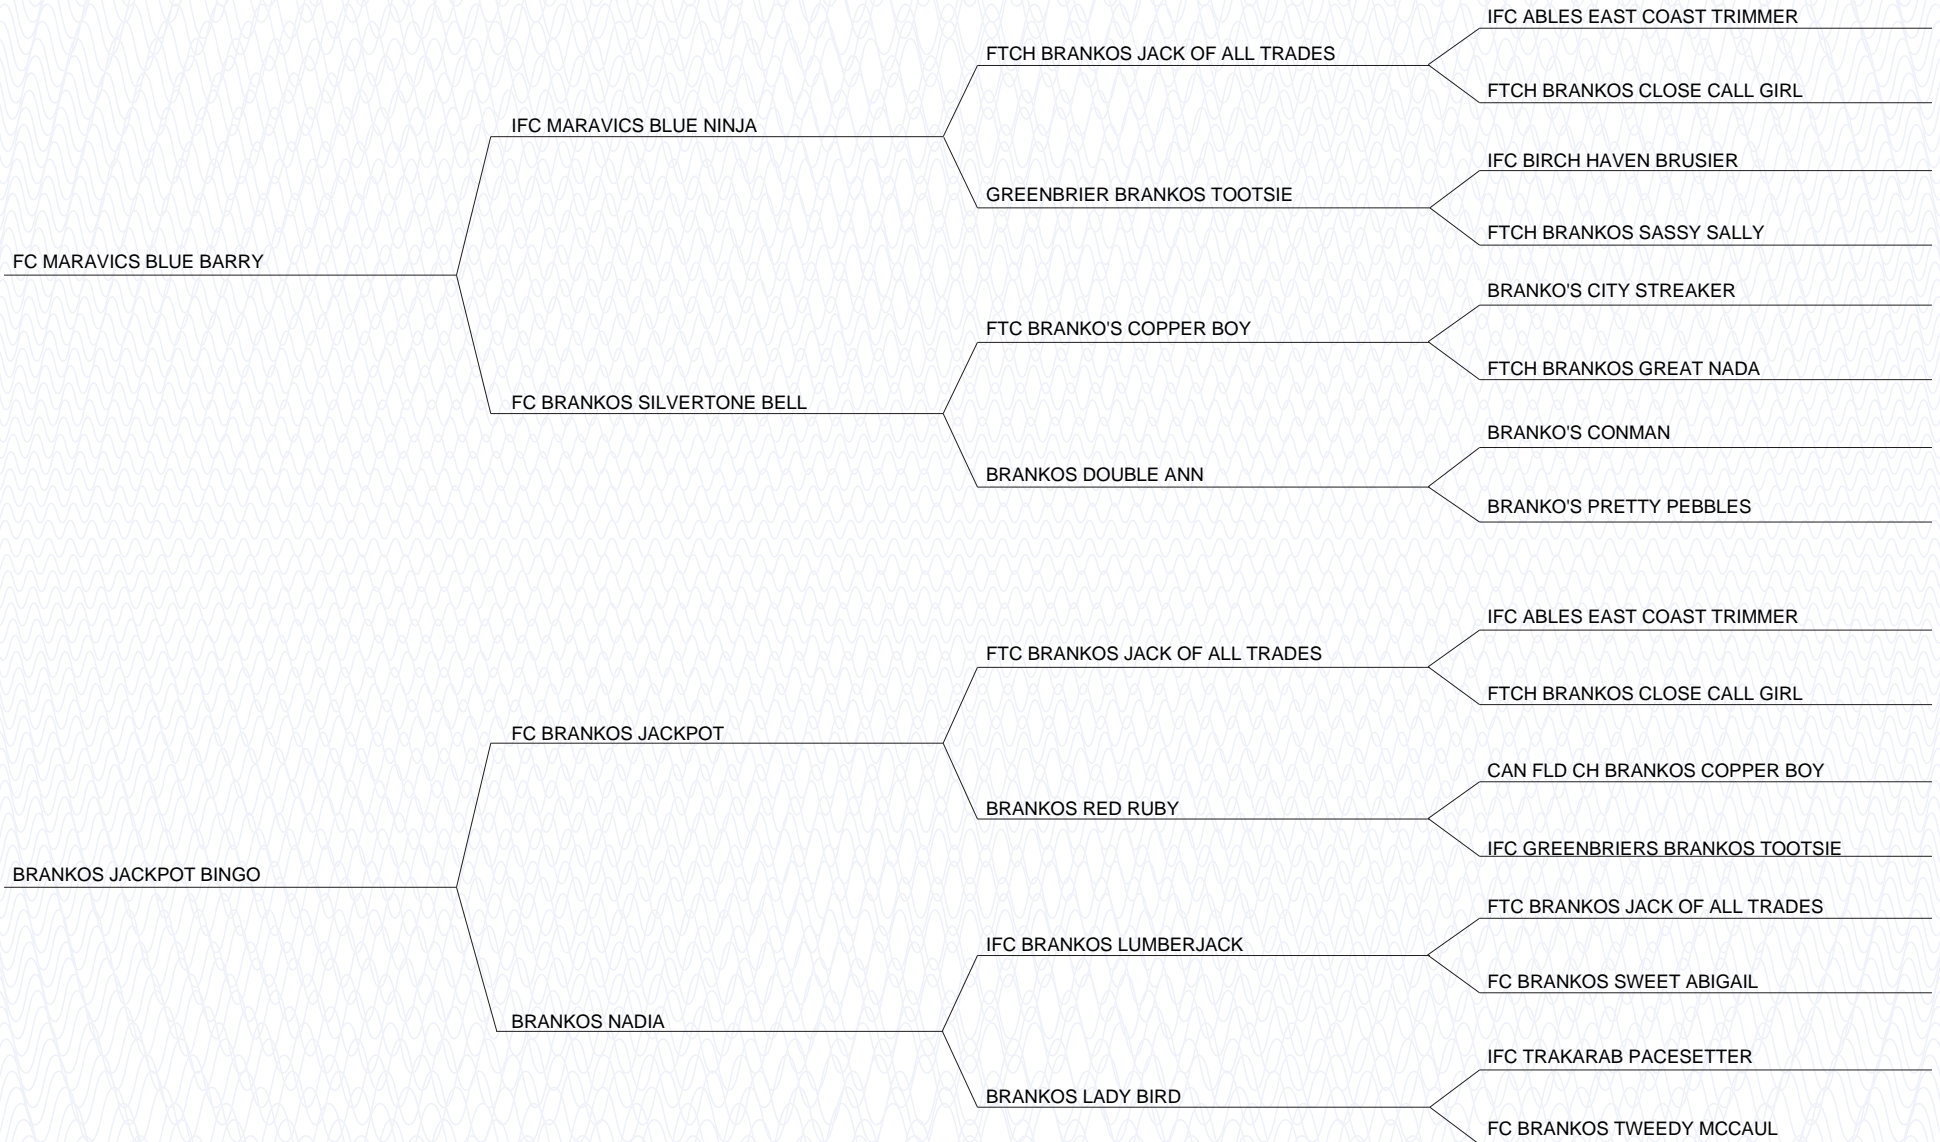 IFC ABLES EAST COAST TRIMMER
FTCH BRANKOS JACK OF ALL TRADES
FTCH BRANKOS CLOSE CALL GIRL
IFC MARAVICS BLUE NINJA
IFC BIRCH HAVEN BRUSIER
GREENBRIER BRANKOS TOOTSIE
FTCH BRANKOS SASSY SALLY
FC MARAVICS BLUE BARRY
BRANKO'S CITY STREAKER
FTC BRANKO'S COPPER BOY
FTCH BRANKOS GREAT NADA
FC BRANKOS SILVERTONE BELL
BRANKO'S CONMAN
BRANKOS DOUBLE ANN
BRANKO'S PRETTY PEBBLES
IFC ABLES EAST COAST TRIMMER
FTC BRANKOS JACK OF ALL TRADES
FTCH BRANKOS CLOSE CALL GIRL
FC BRANKOS JACKPOT
CAN FLD CH BRANKOS COPPER BOY
BRANKOS RED RUBY
IFC GREENBRIERS BRANKOS TOOTSIE
BRANKOS JACKPOT BINGO
FTC BRANKOS JACK OF ALL TRADES
IFC BRANKOS LUMBERJACK
FC BRANKOS SWEET ABIGAIL
BRANKOS NADIA
IFC TRAKARAB PACESETTER
BRANKOS LADY BIRD
FC BRANKOS TWEEDY MCCAUL